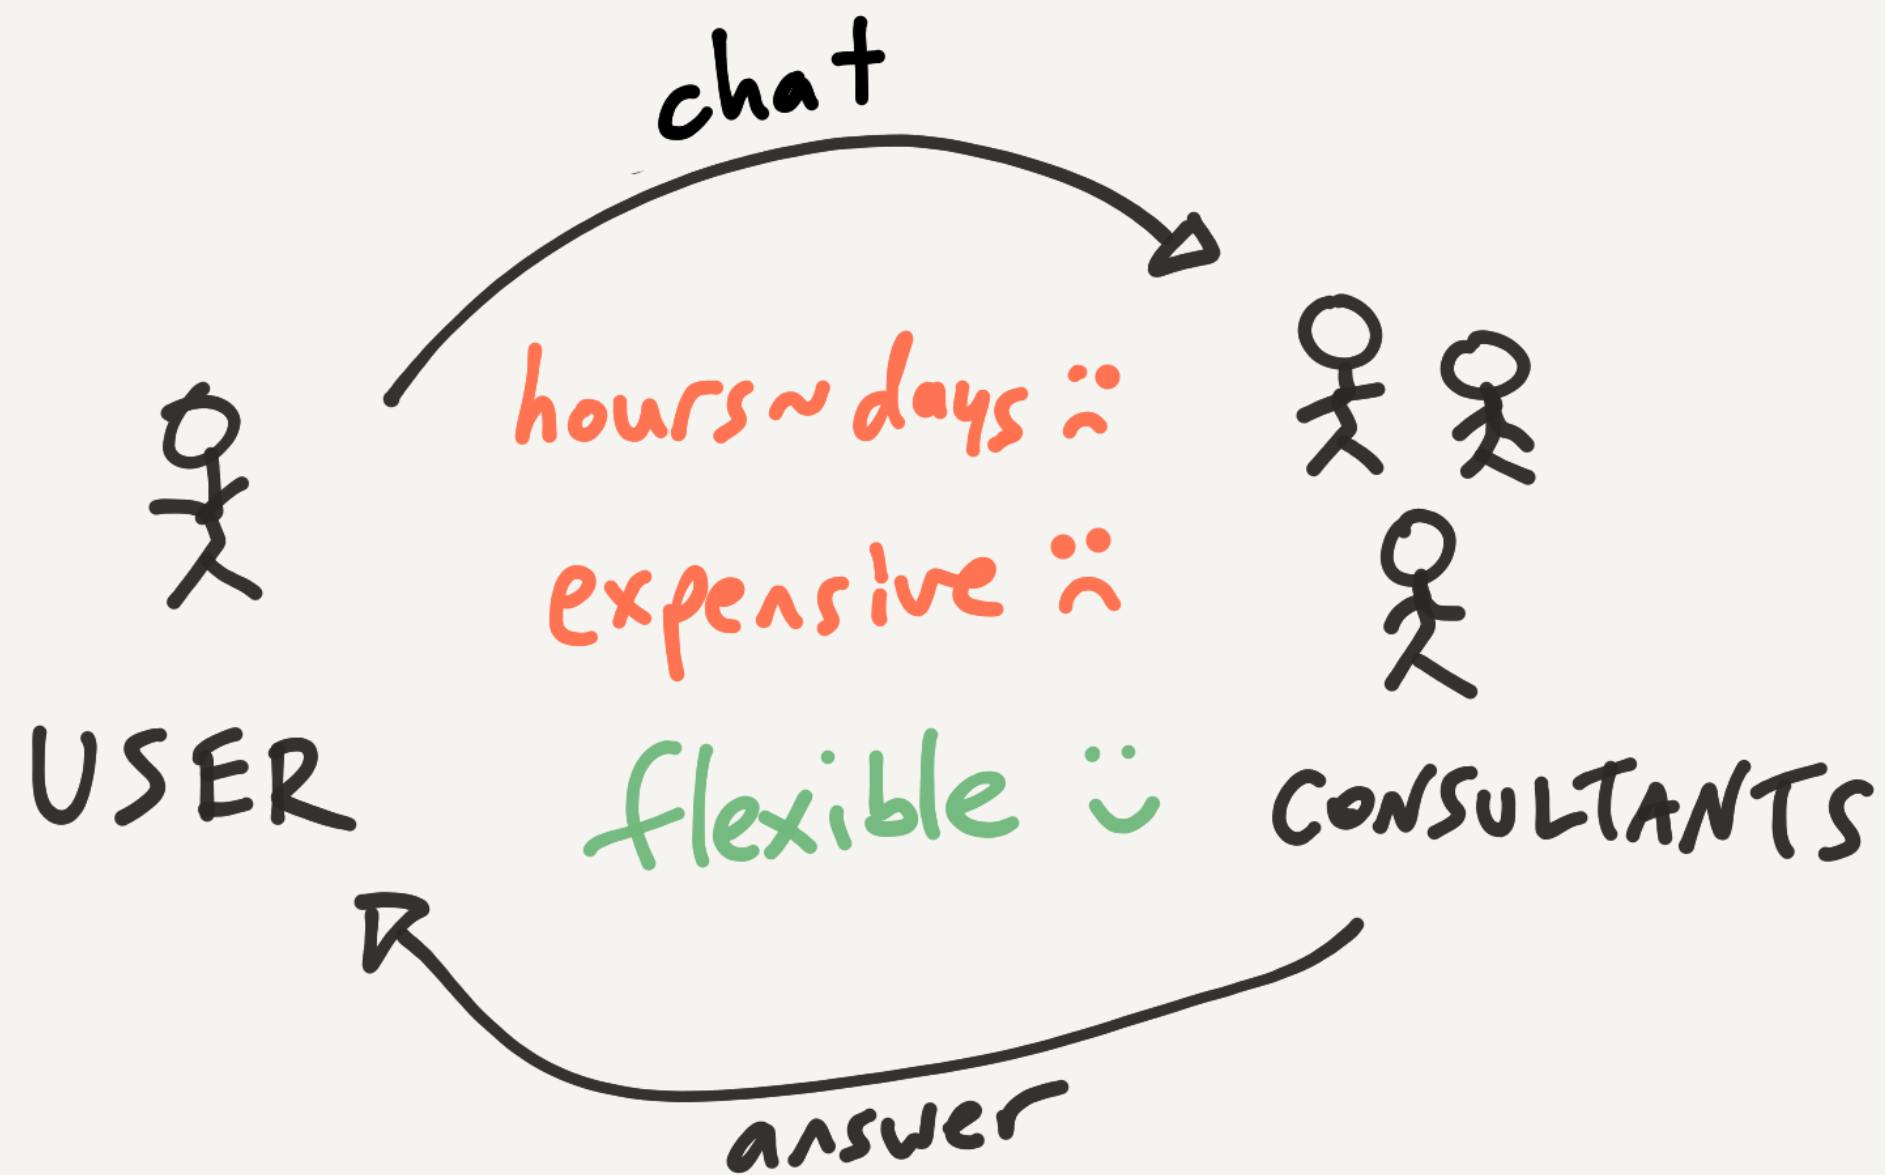 chat
hours~days :(
expensive :(
flexible :)
USER
CONSULTANTS
answer